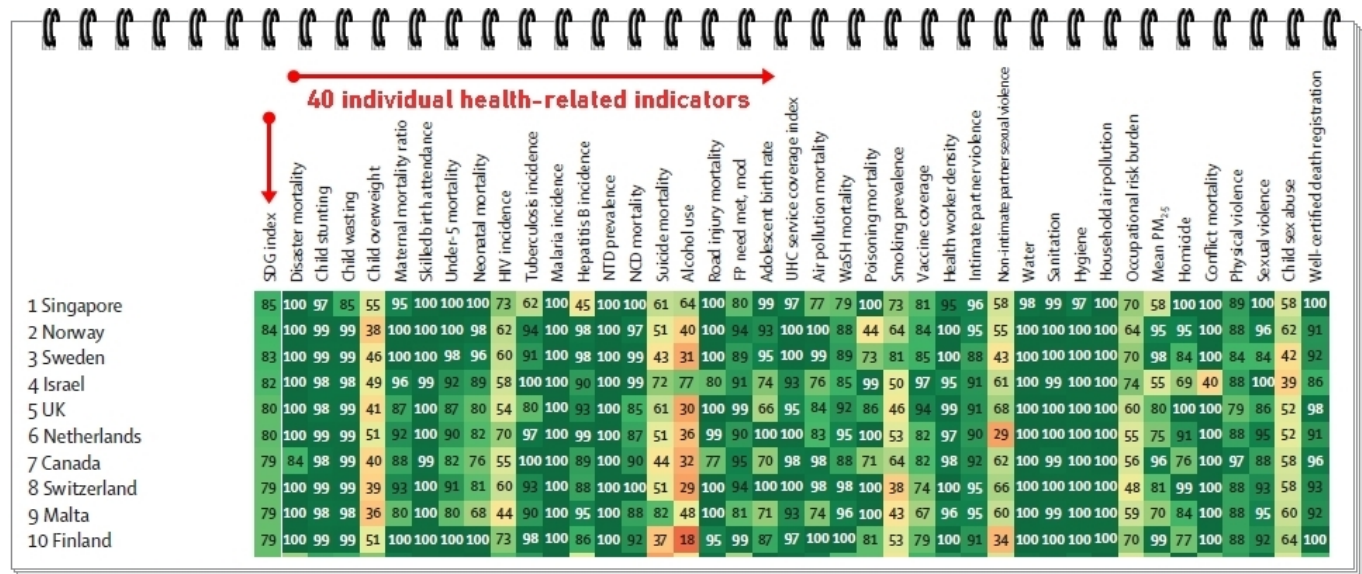 40 individual health-related indicators
SDG index
Disaster mortality
Child stunting
Child wasting
Child overweight
Maternal mortality ratio
Skilled birth attendance
Under-5 mortality
Neonatal mortality
HIV incidence
Tuberculosis incidence
Malaria incidence
Hepatitis B incidence
NTD prevalence
NCD mortality
Suicide mortality
Alcohol use
Road injury mortality
FP need met, mod
Adolescent birth rate
UHC service coverage index
Air pollution mortality
WaSH mortality
Poisoning mortality
Smoking prevalence
Vaccine coverage
Health worker density
Intimate partner violence
Non-intimate partner sexual violence
Water
Sanitation
Hygiene
Household air pollution
Occupational risk burden
Mean PM2·5
Homicide
Conflict mortality
Physical violence
Sexual violence
Child sex abuse
Well-certified death registration
1 Singapore 85 100 97 85 55 95 100 100 100 73 62 100 45 100 100 61 64 100 80 99 97 77 79 100 73 81 95 96 58 98 99 97 100 70 58 100 100 89 100 58 100
2 Norway 84 100 99 99 38 100 100 100 98 62 94 100 98 100 97 51 40 100 94 93 100 100 88 44 64 84 100 95 55 100 100 100 100 64 95 95 100 88 96 62 91
3 Sweden 83 100 99 99 46 100 100 98 96 60 91 100 98 100 99 43 31 100 89 95 100 99 89 73 81 85 100 88 43 100 100 100 100 70 98 84 100 84 84 42 92
4 Israel 82 100 98 98 49 96 99 92 89 58 100 100 90 100 99 72 77 80 91 74 93 76 85 99 50 97 95 91 61 100 99 100 100 74 55 69 40 88 100 39 86
5 UK 80 100 98 99 41 87 100 87 80 54 80 100 93 100 85 61 30 100 99 66 95 84 92 86 46 94 99 91 68 100 100 100 100 60 80 100 100 79 86 52 98
6 Netherlands 80 100 99 99 51 92 100 90 82 70 97 100 99 100 87 51 36 99 90 100 100 83 95 100 53 82 97 90 29 100 100 100 100 55 75 91 100 88 95 52 91
7 Canada 79 84 98 99 40 88 99 82 76 55 100 100 89 100 90 44 32 77 95 70 98 98 88 71 64 82 98 92 62 100 99 100 100 56 96 76 100 97 88 58 96
8 Switzerland 79 100 99 99 39 93 100 91 81 60 93 100 88 100 100 51 29 100 94 100 100 98 98 100 38 74 100 95 66 100 100 100 100 48 81 99 100 88 93 58 93
9 Malta 79 100 98 98 36 80 100 80 68 44 90 100 95 100 88 82 48 100 81 71 93 74 96 100 43 67 96 95 60 100 99 100 100 59 70 84 100 88 95 60 92
10 Finland 79 100 99 99 51 100 100 100 100 73 98 100 86 100 92 37 18 95 99 87 97 100 100 81 53 79 100 91 34 100 100 100 100 70 99 77 100 88 92 64 100